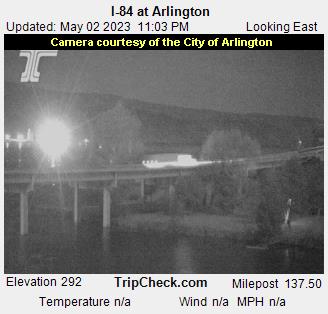 I-84 at Arlington
Updated: May 02 2023 11:03 PM Looking East
Camera courtesy of the City of Arlington
Elevation 292 TripCheck.com Milepost 137.50
Temperature n/a Wind n/a MPH n/a